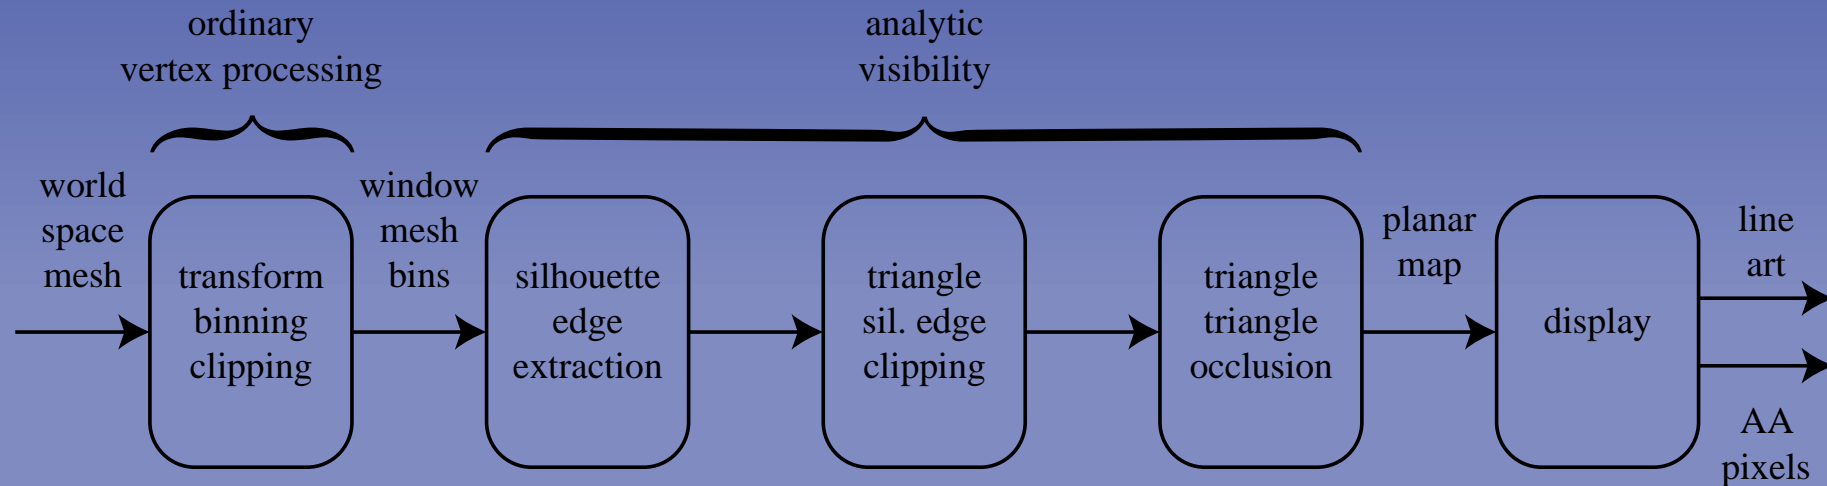 ordinary
vertex processing
analytic
visibility
world
space
mesh
transform
binning
clipping
window
mesh
bins
silhouette
edge
extraction
triangle
sil. edge
clipping
triangle
triangle
occlusion
planar
map
display
line
art
AA
pixels